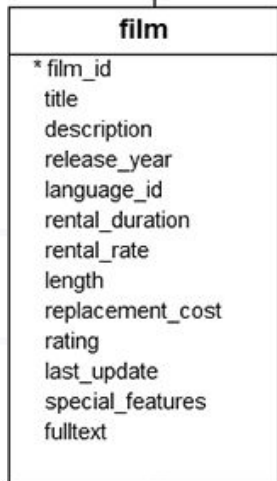 film
* film_id
title
description
release_year
language_id
rental_duration
rental_rate
length
replacement_cost
rating
last_update
special_features
fulltext